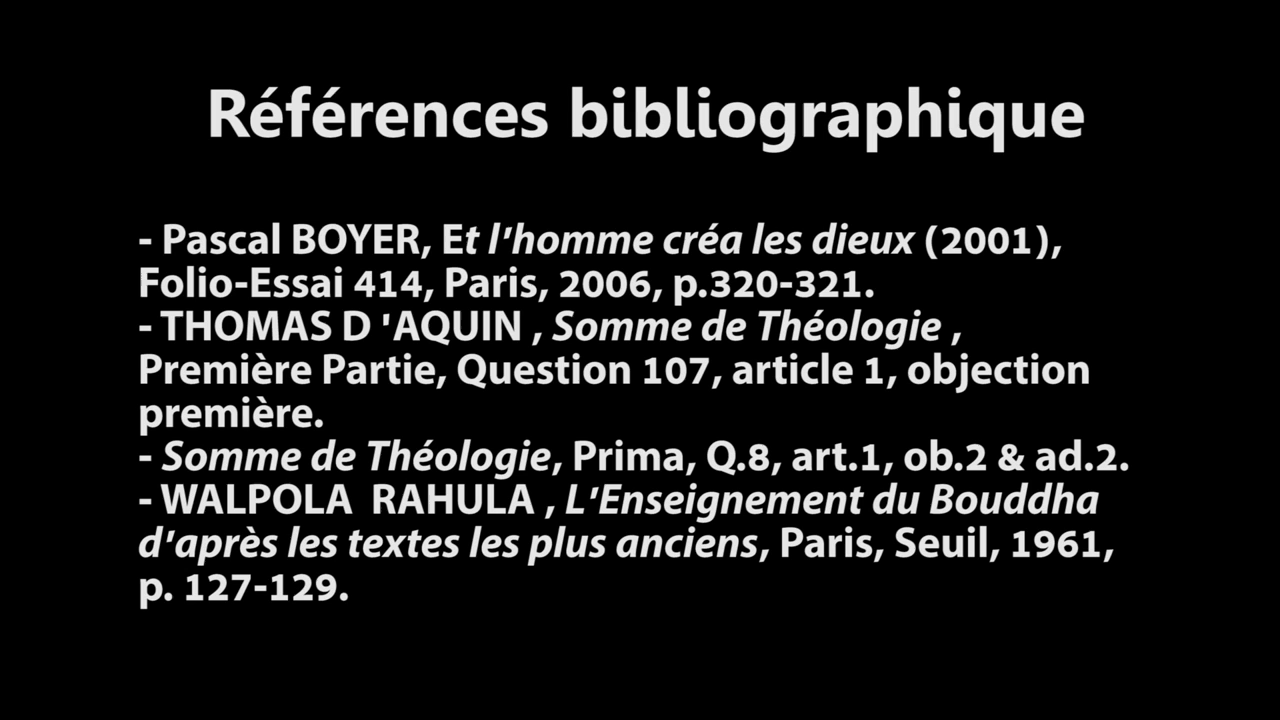 Références bibliographique
- Pascal BOYER, Et l'homme créa les dieux (2001),
Folio-Essai 414, Paris, 2006, p.320-321.
- THOMAS D 'AQUIN , Somme de Théologie ,
Première Partie, Question 107, article 1, objection
première.
- Somme de Théologie, Prima, Q.8, art.1, ob.2 & ad.2.
- WALPOLA  RAHULA , L'Enseignement du Bouddha
d'après les textes les plus anciens, Paris, Seuil, 1961,
p. 127-129.